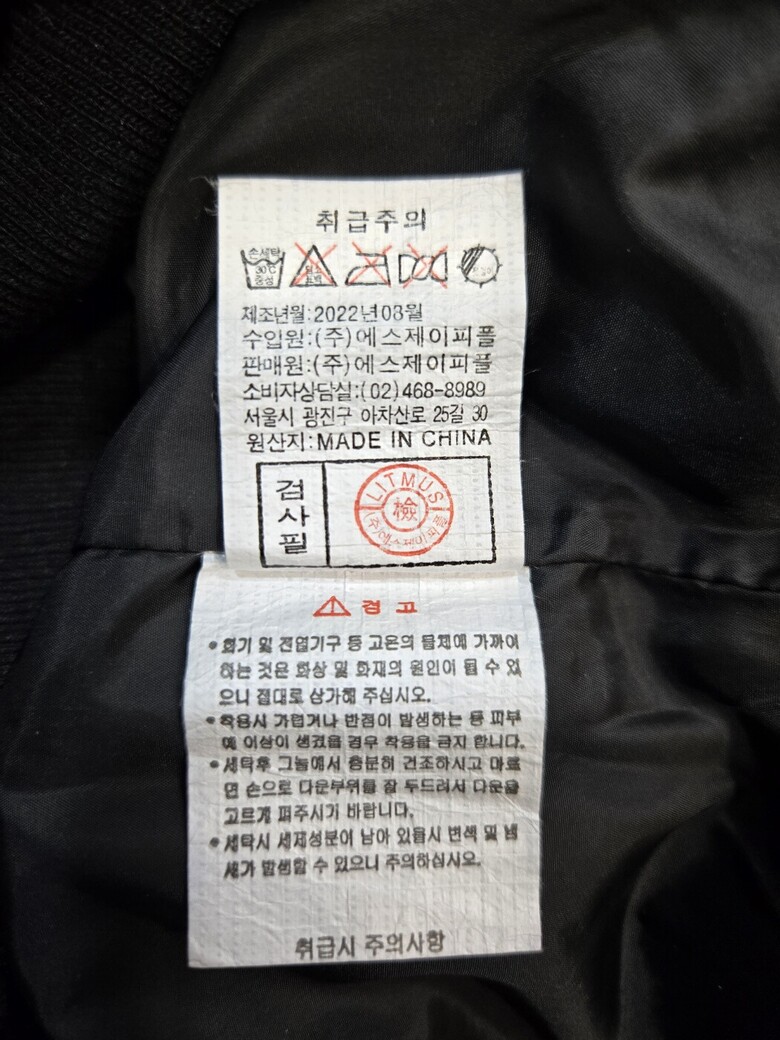 취급주의
손세탁
30℃
중성
염소
표백
제조년월:2022년08월
수입원:(주)에스제이피플
판매원:(주)에스제이피플
소비자상담실:(02)468-8989
서울시 광진구 아차산로 25길 30
원산지:MADE IN CHINA
검사필
LITMUS
檢
(주)에스제이피플
경고
• 화기 및 전열기구 등 고온의 물체에 가까이
하는 것은 화상 및 화재의 원인이 될 수 있
으니 절대로 삼가해 주십시오.
• 착용시 가렵거나 반점이 발생하는 등 피부
에 이상이 생겼을 경우 착용을 금지 합니다.
• 세탁후 그늘에서 충분히 건조하시고 마르
면 손으로 다운부위를 잘 두드려서 다운을
고르게 펴주시기 바랍니다.
• 세탁시 세제성분이 남아 있을시 변색 및 냄
새가 발생할 수 있으니 주의하십시오.
취급시 주의사항